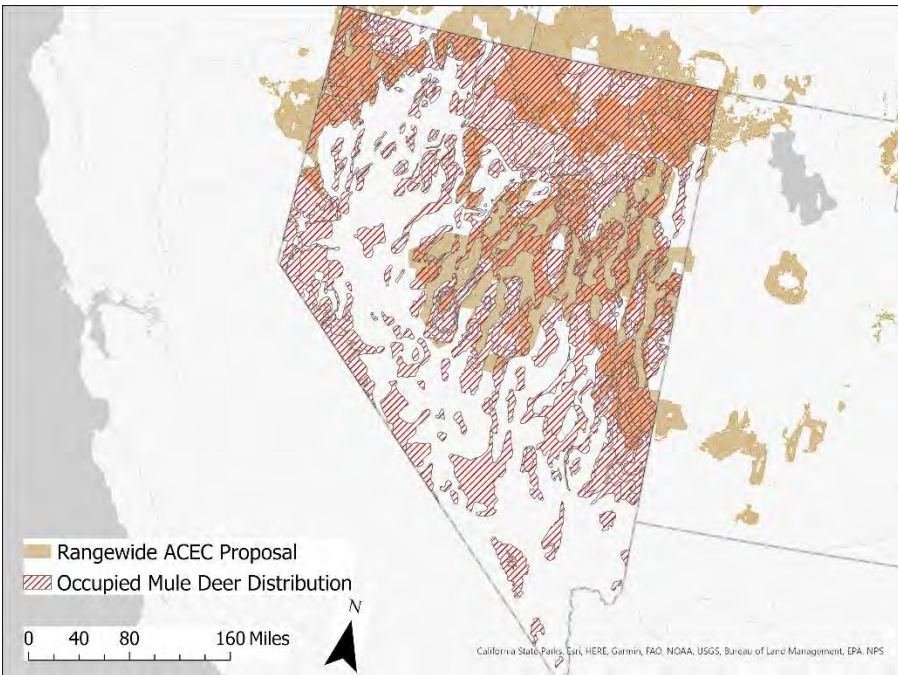 Rangewide ACEC Proposal
Occupied Mule Deer Distribution
N
0 40 80 160 Miles
California State Parks, Esri, HERE, Garmin, FAO, NOAA, USGS, Bureau of Land Management, EPA, NPS